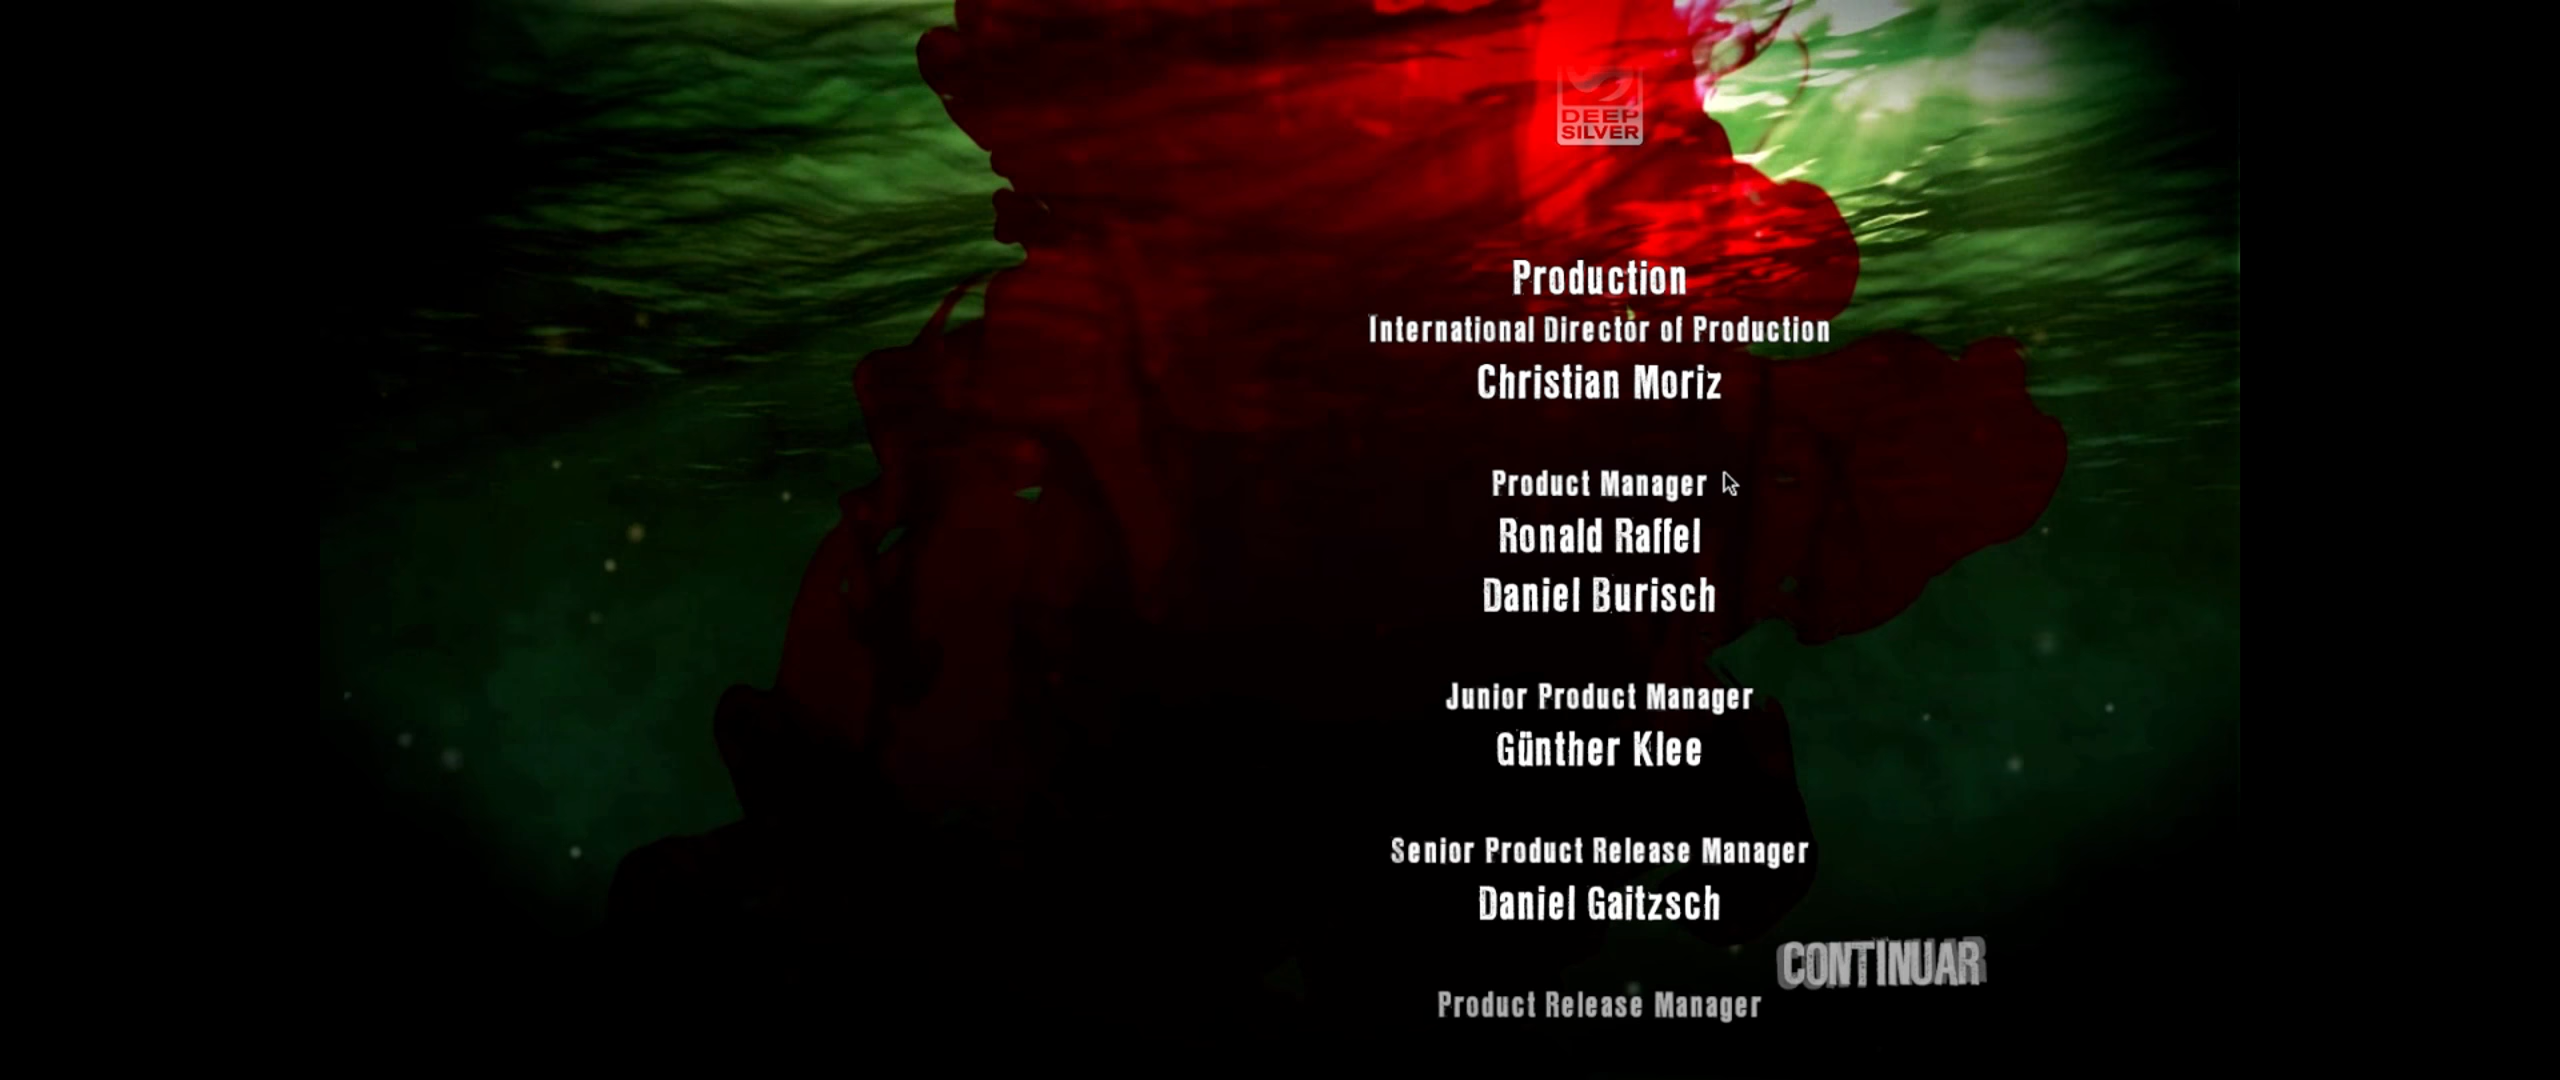 DEEP
SILVER
Production
International Director of Production
Christian Moriz
Product Manager
Ronald Raffel
Daniel Burisch
Junior Product Manager
Günther Klee
Senior Product Release Manager
Daniel Gaitzsch
CONTINUAR
Product Release Manager